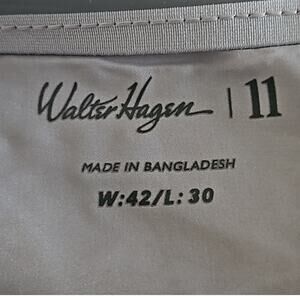 Walter Hagen | 11
MADE IN BANGLADESH
W:42/L: 30